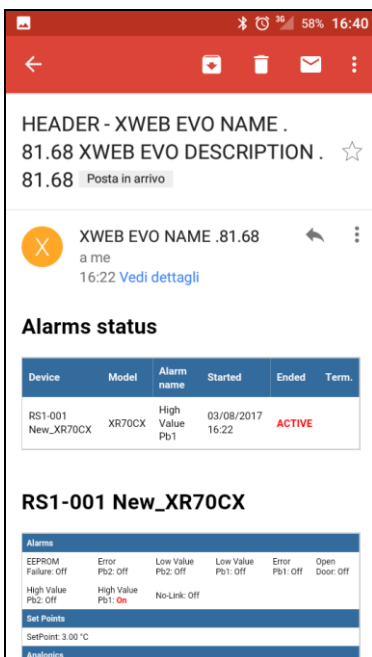 3G 58% 16:40
HEADER - XWEB EVO NAME .
81.68 XWEB EVO DESCRIPTION .
81.68 Posta in arrivo
X
XWEB EVO NAME .81.68
a me
16:22 Vedi dettagli
Alarms status
Device Model Alarm name Started Ended Term.
RS1-001 New_XR70CX XR70CX High Value Pb1 03/08/2017 16:22 ACTIVE
RS1-001 New_XR70CX
Alarms
EEPROM Failure: Off Error Pb2: Off Low Value Pb2: Off Low Value Pb1: Off Error Pb1: Off Open Door: Off
High Value Pb2: Off High Value Pb1: On No-Link: Off
Set Points
SetPoint: 3.00 °C
Analogics